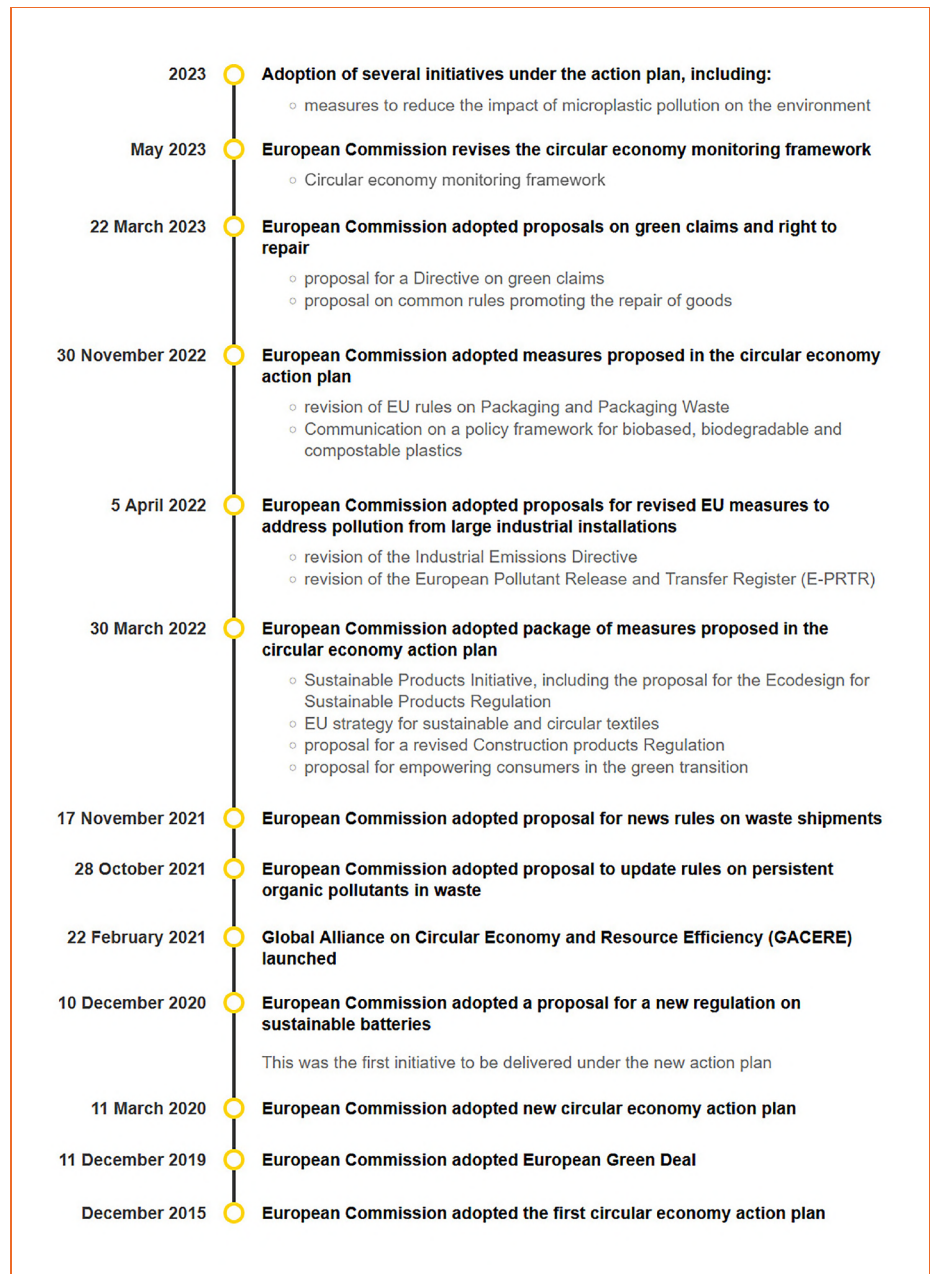 2023
Adoption of several initiatives under the action plan, including:
measures to reduce the impact of microplastic pollution on the environment
May 2023
European Commission revises the circular economy monitoring framework
Circular economy monitoring framework
22 March 2023
European Commission adopted proposals on green claims and right to
repair
proposal for a Directive on green claims
proposal on common rules promoting the repair of goods
30 November 2022
European Commission adopted measures proposed in the circular economy
action plan
revision of EU rules on Packaging and Packaging Waste
Communication on a policy framework for biobased, biodegradable and
compostable plastics
5 April 2022
European Commission adopted proposals for revised EU measures to
address pollution from large industrial installations
revision of the Industrial Emissions Directive
revision of the European Pollutant Release and Transfer Register (E-PRTR)
30 March 2022
European Commission adopted package of measures proposed in the
circular economy action plan
Sustainable Products Initiative, including the proposal for the Ecodesign for
Sustainable Products Regulation
EU strategy for sustainable and circular textiles
proposal for a revised Construction products Regulation
proposal for empowering consumers in the green transition
17 November 2021
European Commission adopted proposal for news rules on waste shipments
28 October 2021
European Commission adopted proposal to update rules on persistent
organic pollutants in waste
22 February 2021
Global Alliance on Circular Economy and Resource Efficiency (GACERE)
launched
10 December 2020
European Commission adopted a proposal for a new regulation on
sustainable batteries
This was the first initiative to be delivered under the new action plan
11 March 2020
European Commission adopted new circular economy action plan
11 December 2019
European Commission adopted European Green Deal
December 2015
European Commission adopted the first circular economy action plan